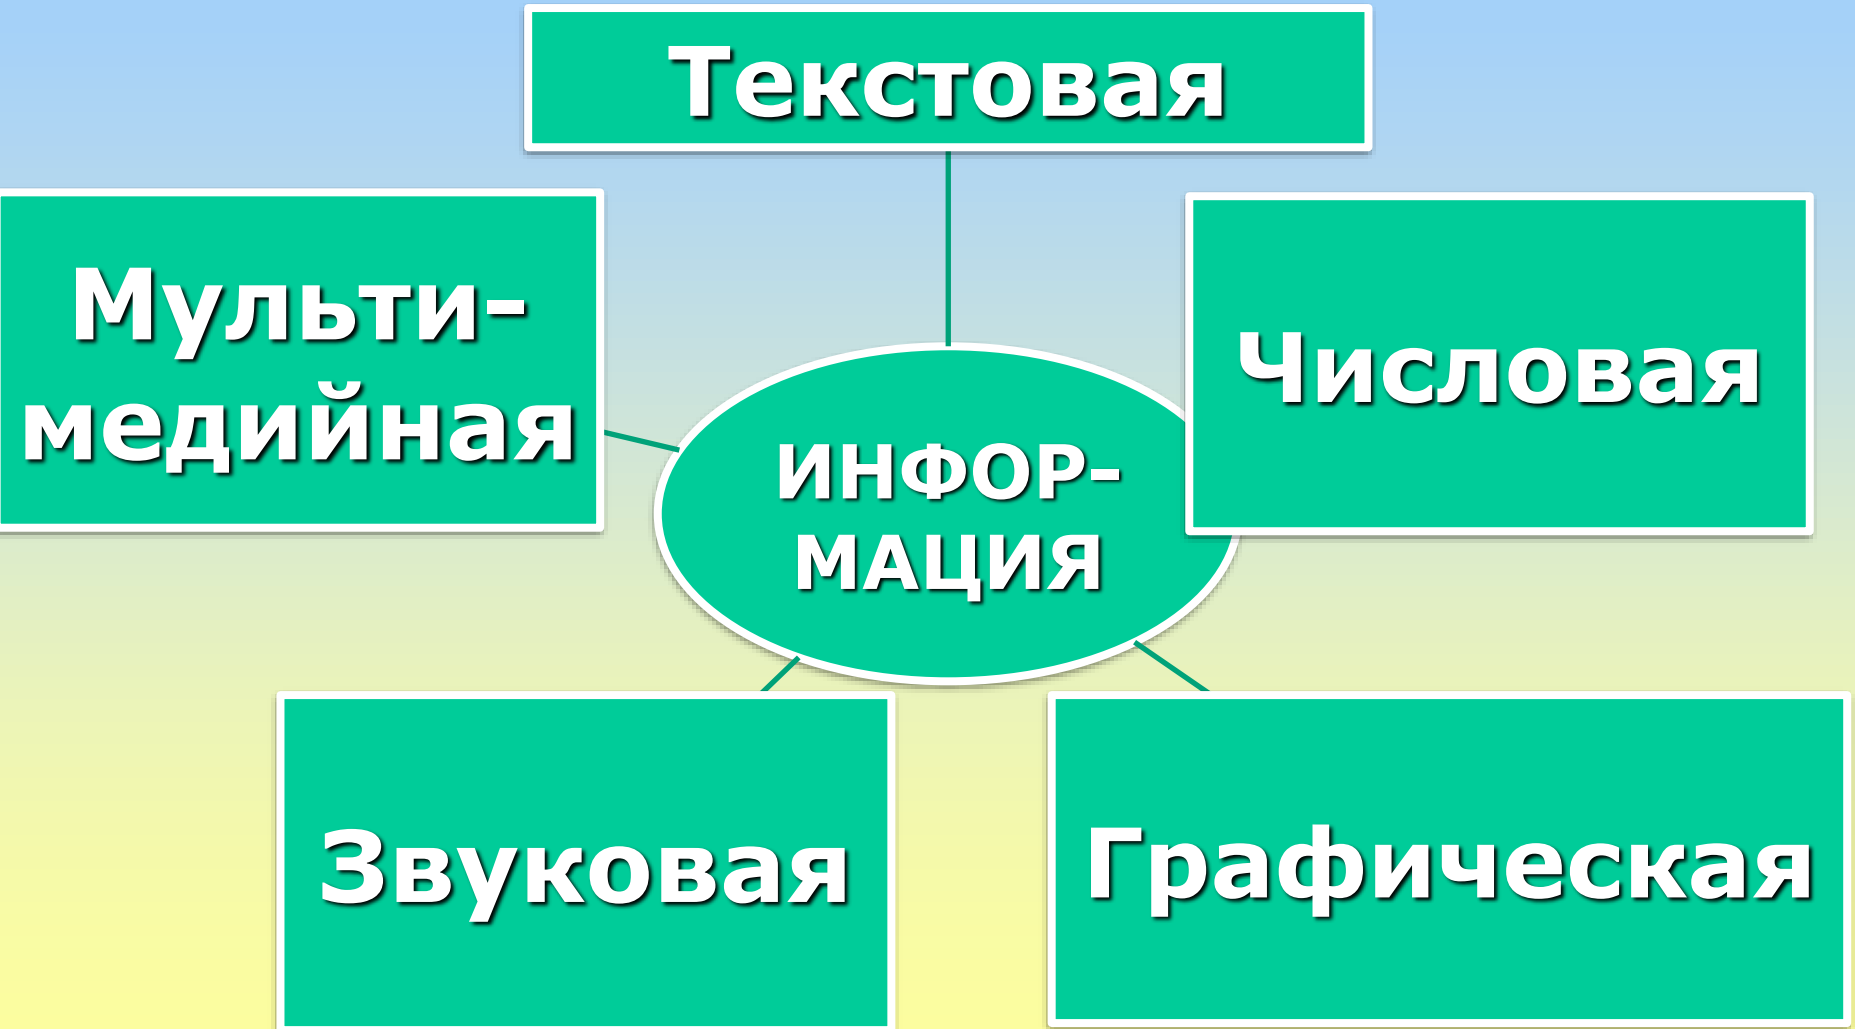 Текстовая
Мульти-
медийная
Числовая
ИНФОР-
МАЦИЯ
Звуковая
Графическая